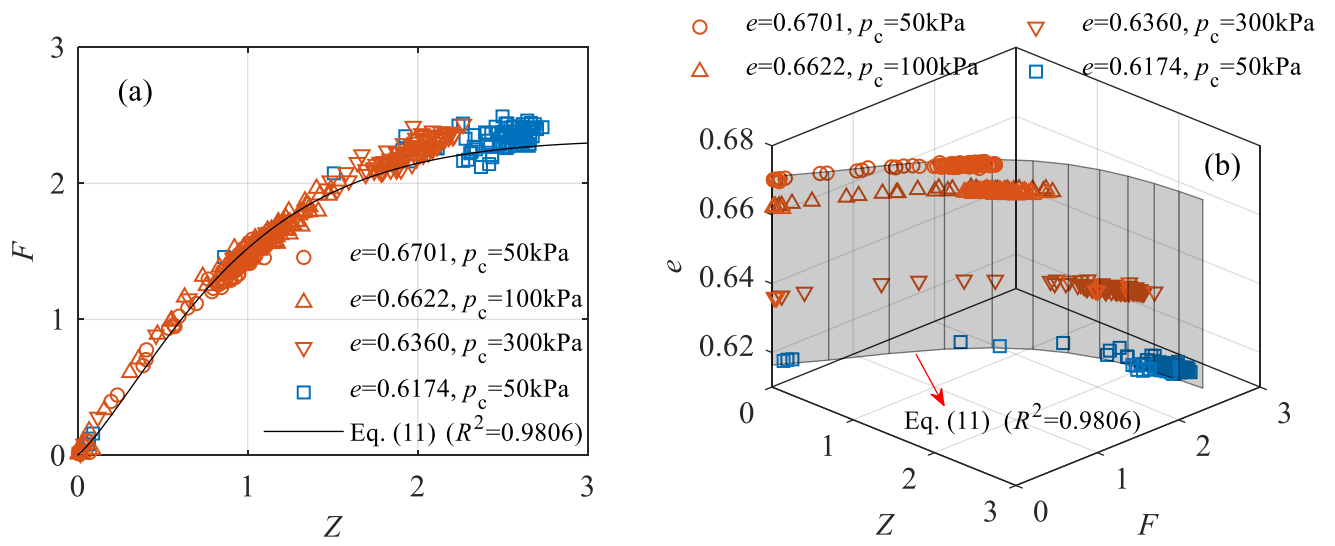 3
2
1
0
F
(a)
e=0.6701, pc=50kPa
e=0.6622, pc=100kPa
e=0.6360, pc=300kPa
e=0.6174, pc=50kPa
Eq. (11) (R2=0.9806)
0 1 2 3
Z
e=0.6701, pc=50kPa e=0.6360, pc=300kPa
e=0.6622, pc=100kPa e=0.6174, pc=50kPa
(b)
0.68
0.66
0.64
0.62
e
Eq. (11) (R2=0.9806)
0 1 2 3
Z
0 1 2 3
F